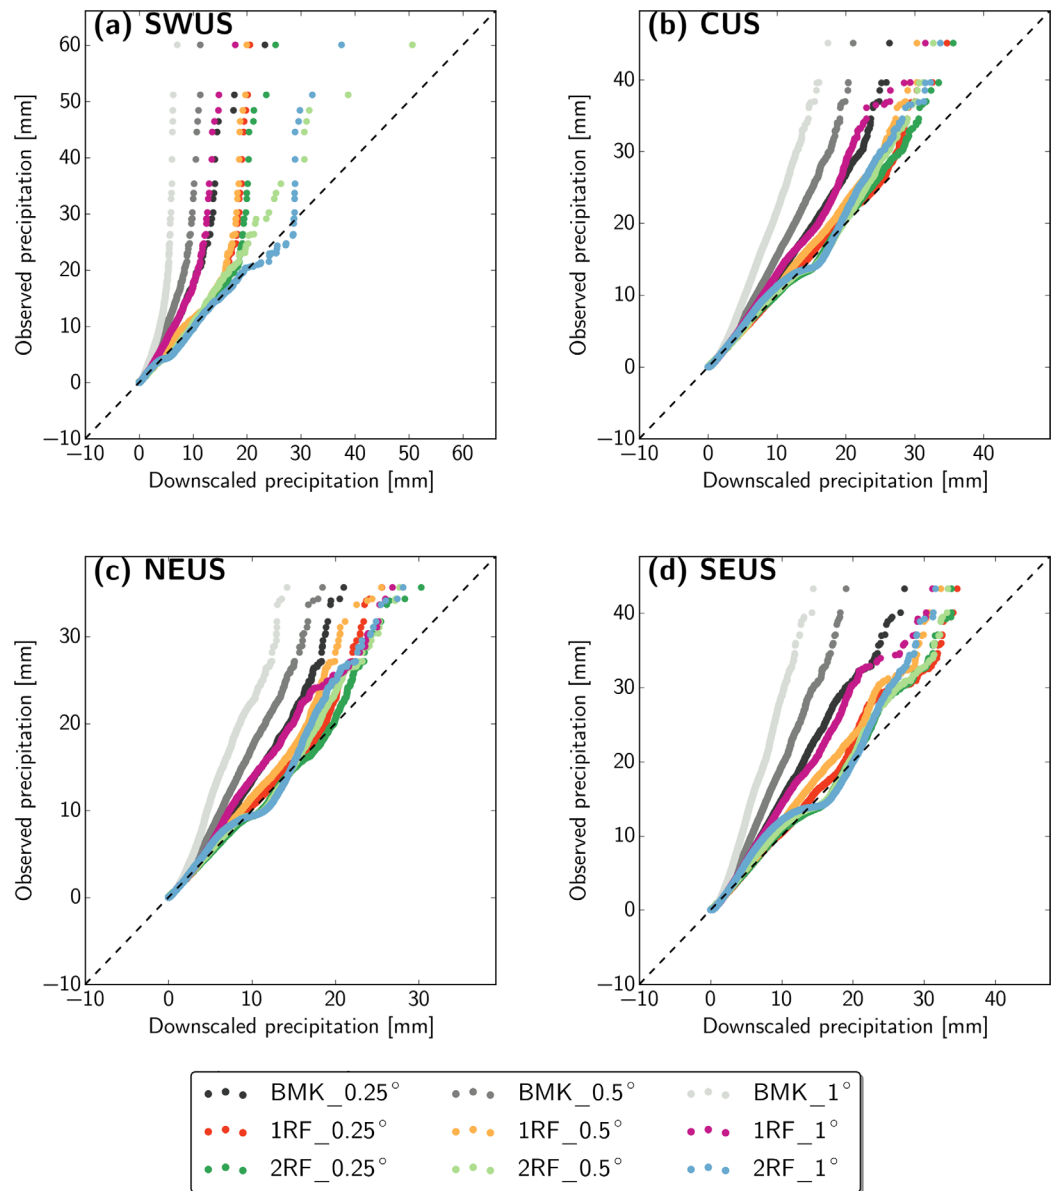 (a) SWUS
60
50
40
30
20
10
0
−10
Observed precipitation [mm]
−10 0 10 20 30 40 50 60
Downscaled precipitation [mm]
(b) CUS
40
30
20
10
0
−10
Observed precipitation [mm]
−10 0 10 20 30 40
Downscaled precipitation [mm]
(c) NEUS
30
20
10
0
−10
Observed precipitation [mm]
−10 0 10 20 30
Downscaled precipitation [mm]
(d) SEUS
40
30
20
10
0
−10
Observed precipitation [mm]
−10 0 10 20 30 40
Downscaled precipitation [mm]
BMK_0.25° BMK_0.5° BMK_1°
1RF_0.25° 1RF_0.5° 1RF_1°
2RF_0.25° 2RF_0.5° 2RF_1°